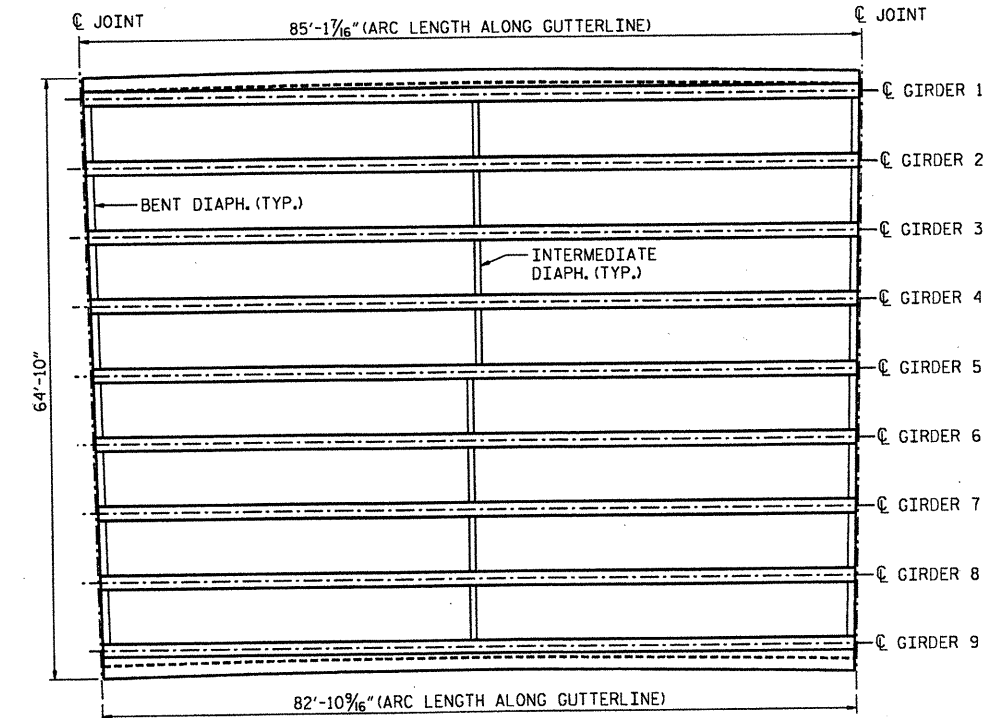 ℄ JOINT
85'-1 7/16" (ARC LENGTH ALONG GUTTERLINE)
℄ JOINT
℄ GIRDER 1
℄ GIRDER 2
BENT DIAPH. (TYP.)
℄ GIRDER 3
INTERMEDIATE
DIAPH. (TYP.)
℄ GIRDER 4
64'-10"
℄ GIRDER 5
℄ GIRDER 6
℄ GIRDER 7
℄ GIRDER 8
℄ GIRDER 9
82'-10 9/16" (ARC LENGTH ALONG GUTTERLINE)